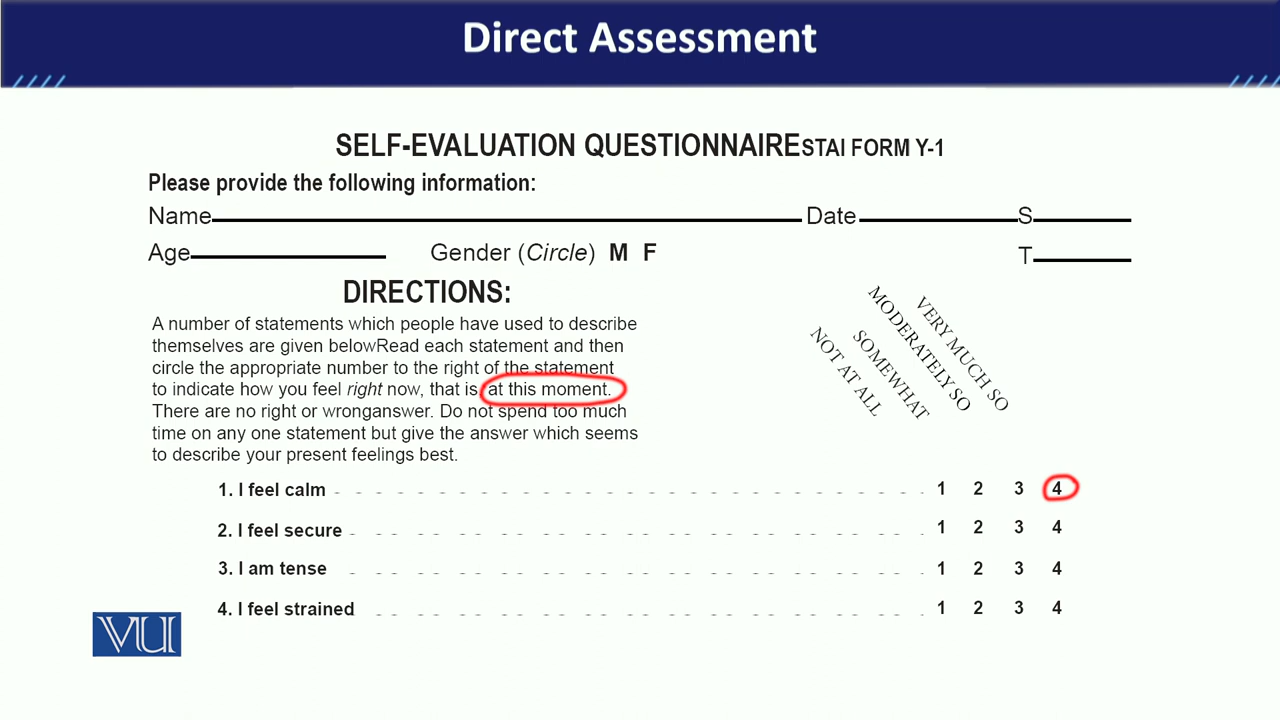 Direct Assessment
SELF-EVALUATION QUESTIONNAIRESTAI FORM Y-1
Please provide the following information:
Name Date S
Age Gender (Circle) M F T
DIRECTIONS:
VERY MUCH SO
MODERATELY SO
SOMEWHAT
NOT AT ALL
A number of statements which people have used to describe
themselves are given belowRead each statement and then
circle the appropriate number to the right of the statement
to indicate how you feel right now, that is at this moment.
There are no right or wronganswer. Do not spend too much
time on any one statement but give the answer which seems
to describe your present feelings best.
1. I feel calm 1 2 3 4
2. I feel secure 1 2 3 4
3. I am tense 1 2 3 4
4. I feel strained 1 2 3 4
VU